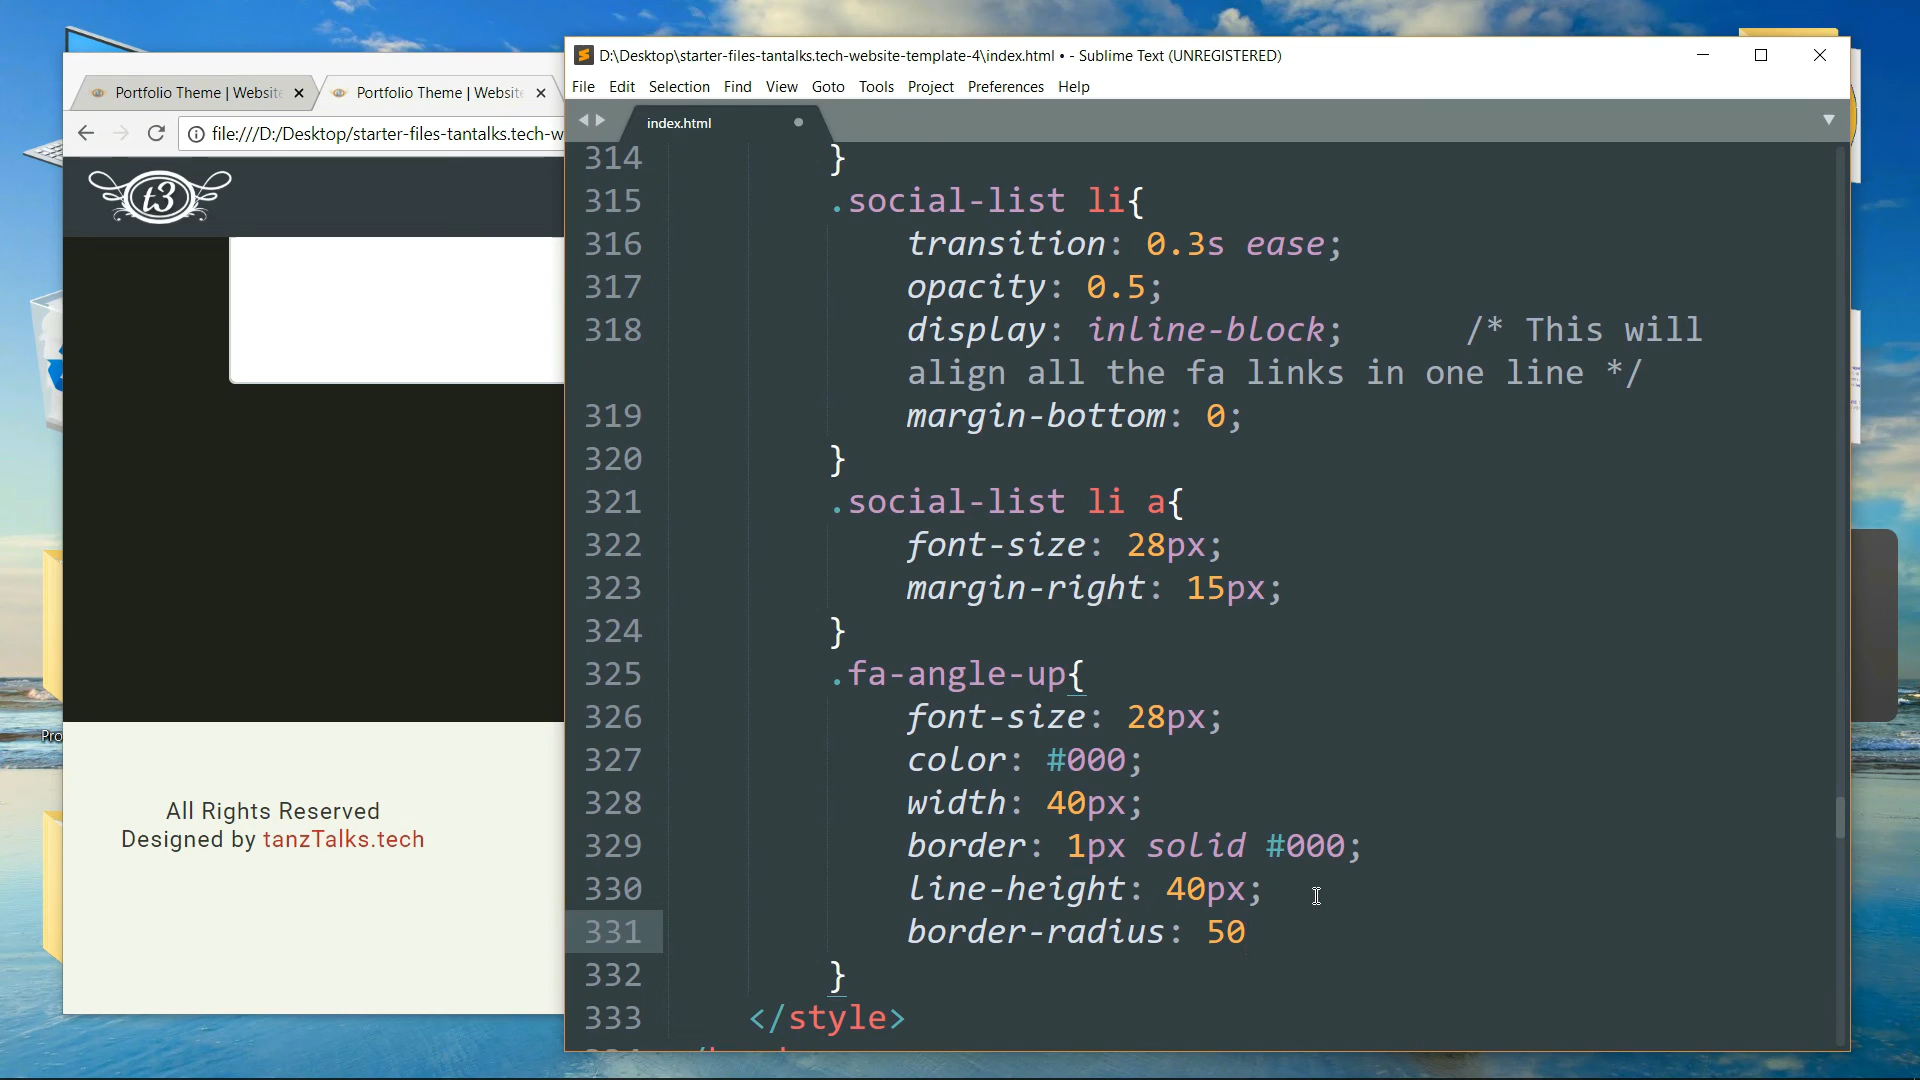 Portfolio Theme | Website
Portfolio Theme | Website
file:///D:/Desktop/starter-files-tantalks.tech-w
t3
All Rights Reserved
Designed by tanzTalks.tech
Pro
D:\Desktop\starter-files-tantalks.tech-website-template-4\index.html • - Sublime Text (UNREGISTERED)
File Edit Selection Find View Goto Tools Project Preferences Help
index.html
314 }
315 .social-list li{
316 transition: 0.3s ease;
317 opacity: 0.5;
318 display: inline-block; /* This will
align all the fa links in one line */
319 margin-bottom: 0;
320 }
321 .social-list li a{
322 font-size: 28px;
323 margin-right: 15px;
324 }
325 .fa-angle-up{
326 font-size: 28px;
327 color: #000;
328 width: 40px;
329 border: 1px solid #000;
330 line-height: 40px;
331 border-radius: 50
332 }
333 </style>